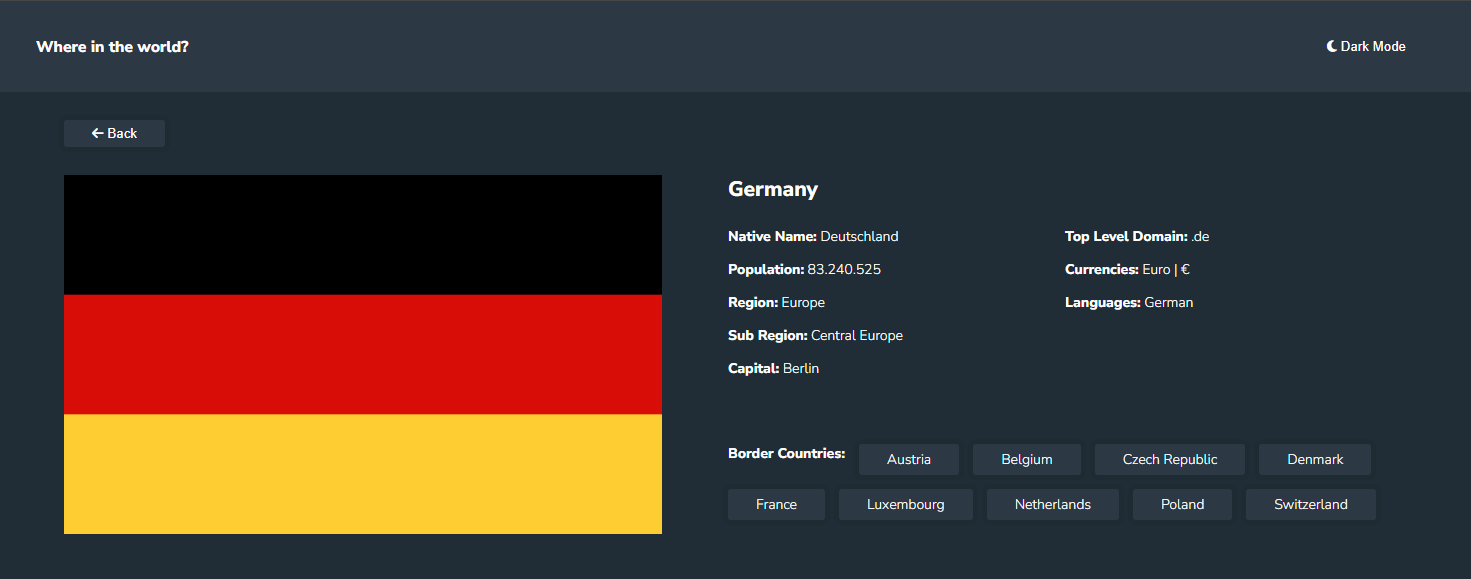 Where in the world?
Dark Mode
Back
Germany
Native Name: Deutschland
Population: 83.240.525
Region: Europe
Sub Region: Central Europe
Capital: Berlin
Top Level Domain: .de
Currencies: Euro | €
Languages: German
Border Countries: Austria Belgium Czech Republic Denmark
France Luxembourg Netherlands Poland Switzerland